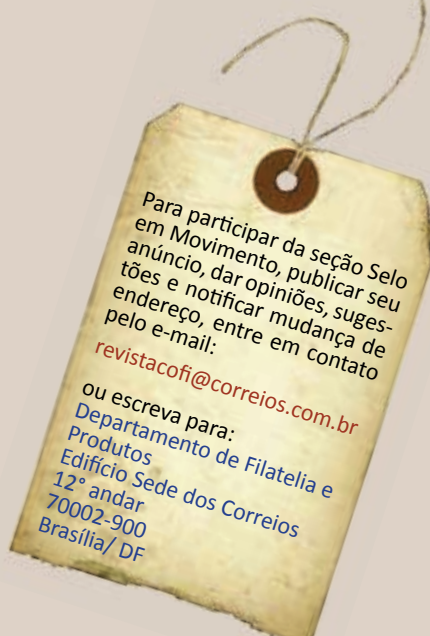 Para participar da seção Selo
em Movimento, publicar seu
anúncio, dar opiniões, suges-
tões e notificar mudança de
endereço, entre em contato
pelo e-mail:
revistacofi@correios.com.br
ou escreva para:
Departamento de Filatelia e
Produtos
Edifício Sede dos Correios
12° andar
70002-900
Brasília/ DF